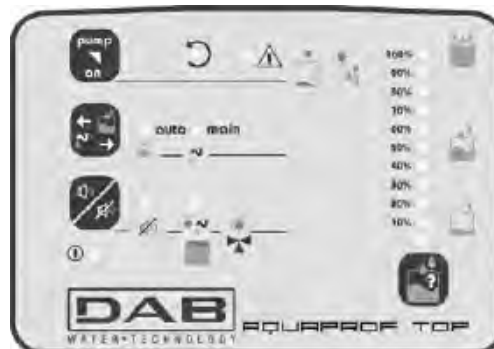 pump
on
100%
90%
80%
70%
60%
50%
40%
30%
20%
10%
auto main
?
DAB
WATER•TECHNOLOGY
AQUAPROF TOP